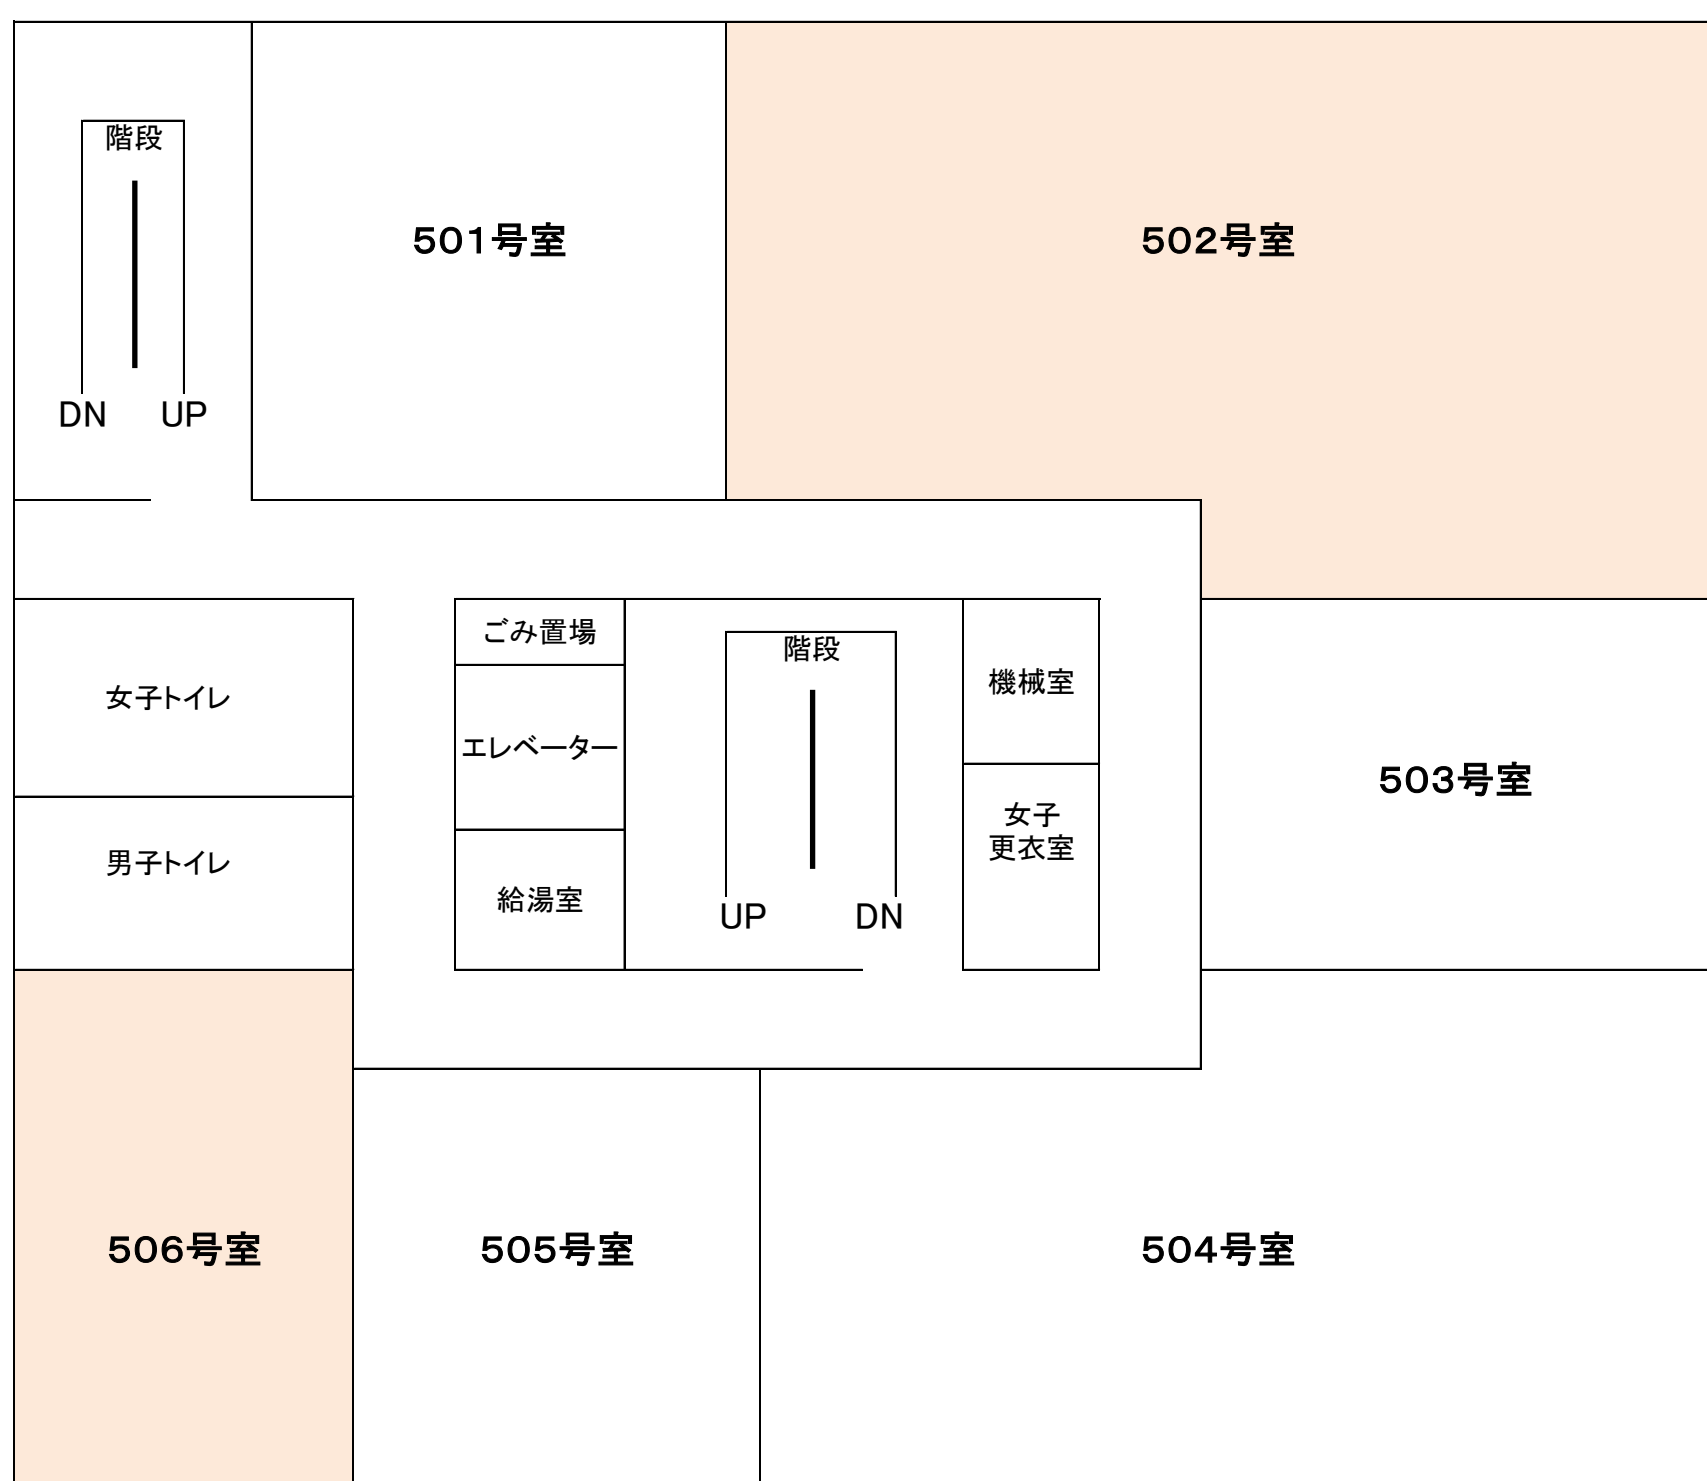 階段
DN UP
501号室
502号室
女子トイレ
男子トイレ
ごみ置場
エレベーター
給湯室
階段
UP DN
機械室
女子
更衣室
503号室
506号室
505号室
504号室